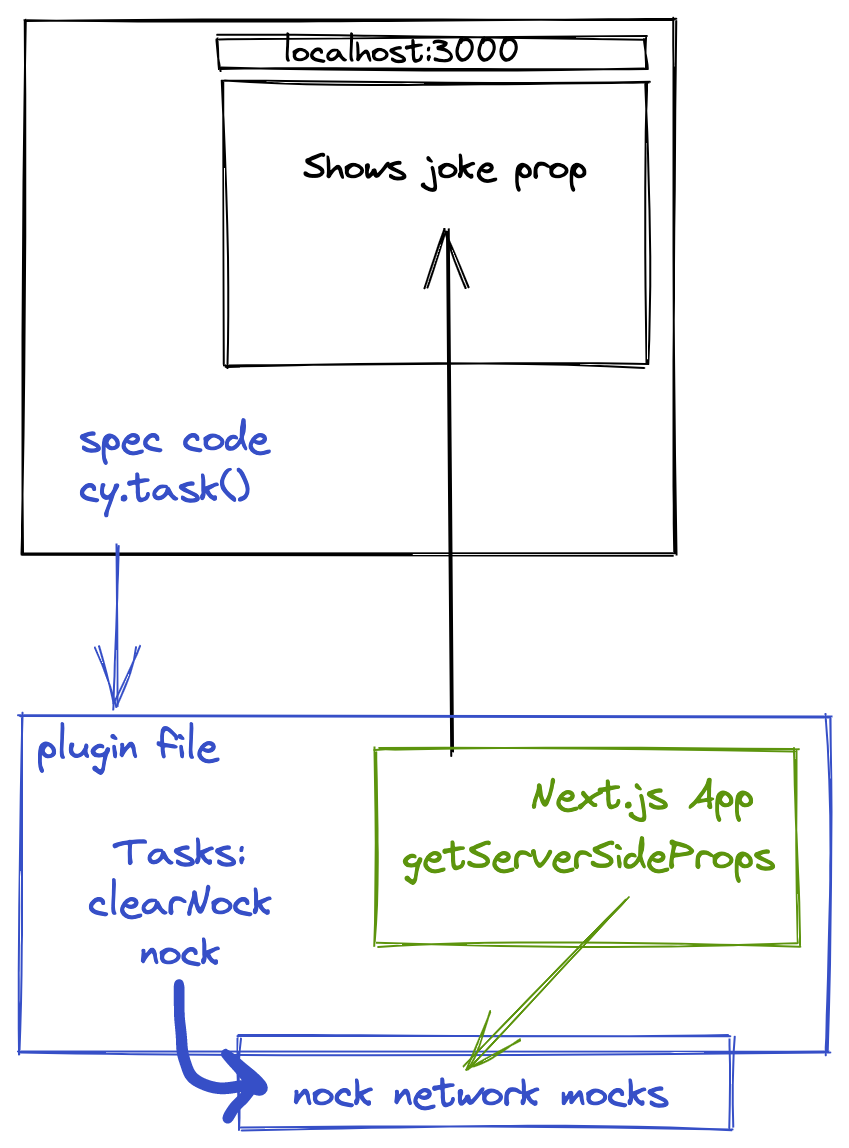 localhost:3000
Shows joke prop
spec code
cy.task()
plugin file
Next.js App
getServerSideProps
Tasks:
clearNock
nock
nock network mocks